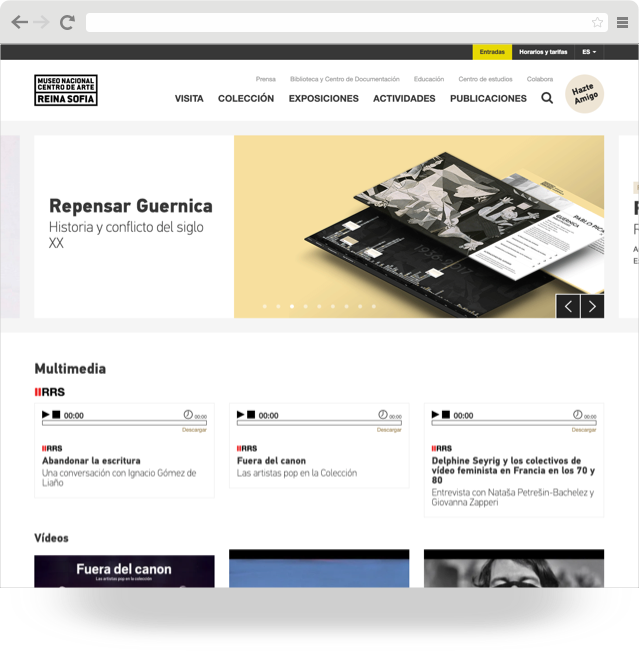 Entradas
Horarios y tarifas
ES
MUSEO NACIONAL
CENTRO DE ARTE
REINA SOFIA
Prensa
Biblioteca y Centro de Documentación
Educación
Centro de estudios
Colabora
VISITA
COLECCIÓN
EXPOSICIONES
ACTIVIDADES
PUBLICACIONES
Hazte
Amigo
Repensar Guernica
Historia y conflicto del siglo
XX
GUERNICA
1936-2017
Multimedia
RRS
00:00
00:00
Descargar
RRS
Abandonar la escritura
Una conversación con Ignacio Gómez de
Liaño
00:00
00:00
Descargar
RRS
Fuera del canon
Las artistas pop en la Colección
00:00
00:00
Descargar
RRS
Delphine Seyrig y los colectivos de
vídeo feminista en Francia en los 70 y
80
Entrevista con Nataša Petrešin-Bachelez y
Giovanna Zapperi
Vídeos
Fuera del canon
Las artistas pop en la colección